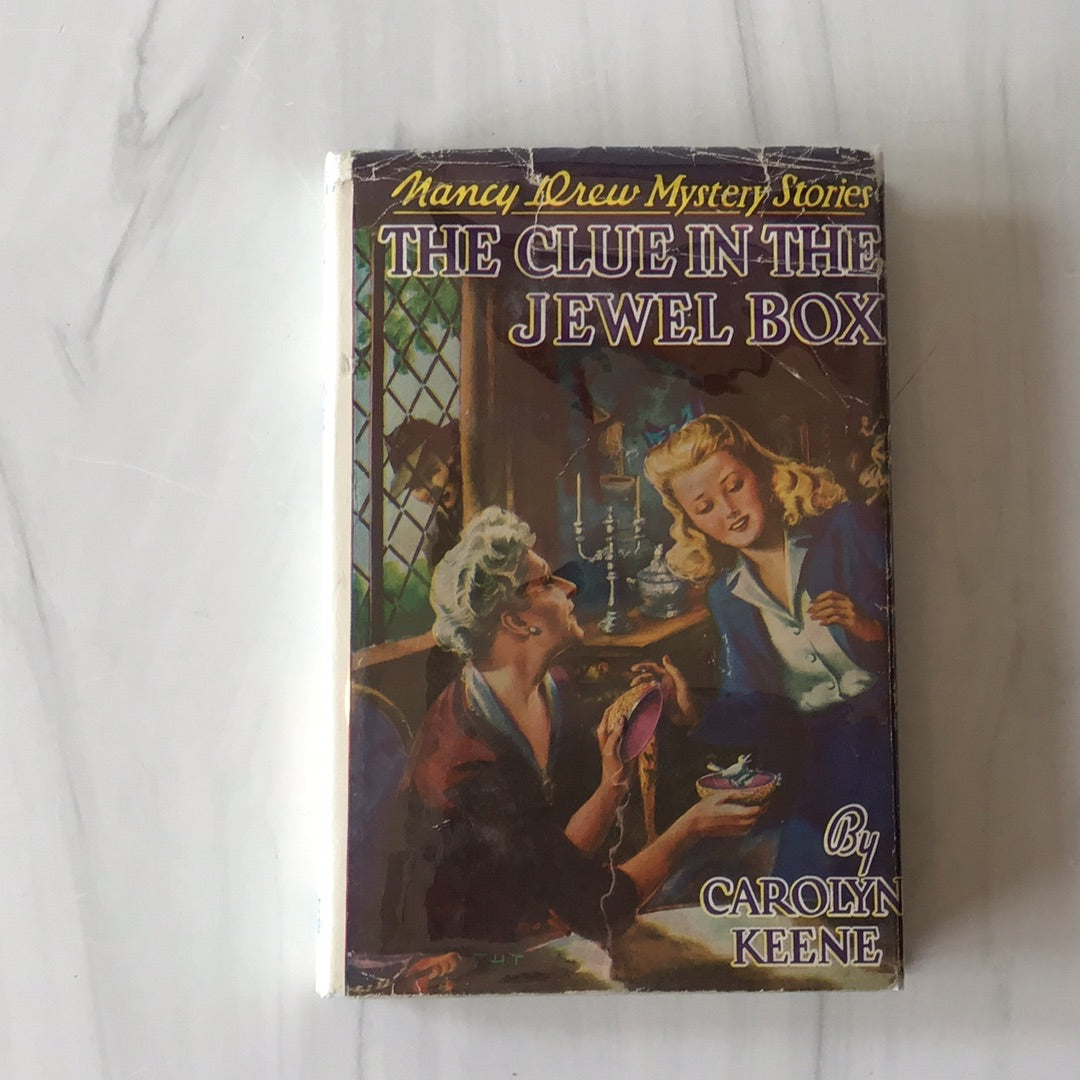 Nancy Drew Mystery Stories
THE CLUE IN THE
JEWEL BOX
By
CAROLYN
KEENE